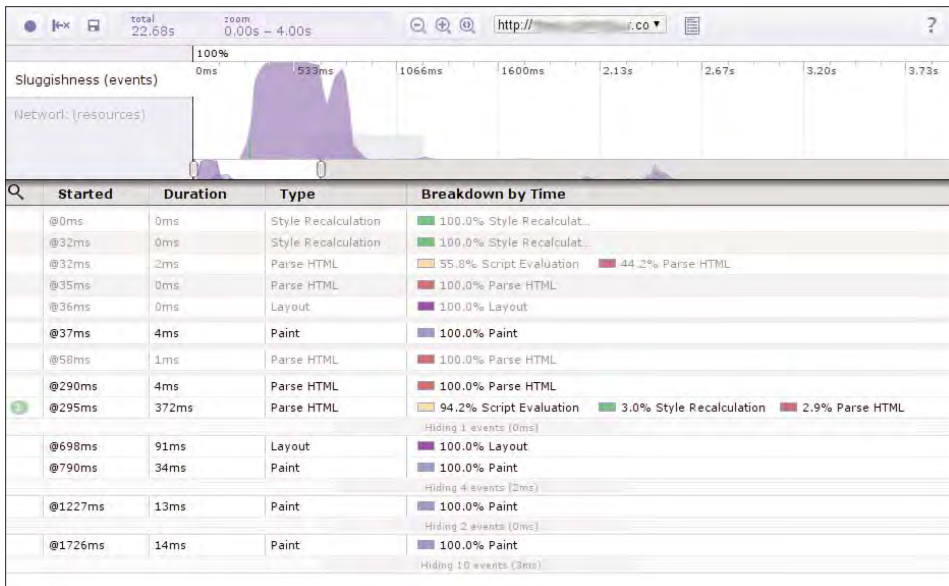 total
22.68s
zoom
0.00s – 4.00s
http://
.co ▼
?
100%
Sluggishness (events)
0ms 533ms 1066ms 1600ms 2.13s 2.67s 3.20s 3.73s
Network (resources)
Started Duration Type Breakdown by Time
@0ms 0ms Style Recalculation 100.0% Style Recalculat...
@32ms 0ms Style Recalculation 100.0% Style Recalculat...
@32ms 2ms Parse HTML 55.8% Script Evaluation 44.2% Parse HTML
@35ms 0ms Parse HTML 100.0% Parse HTML
@36ms 0ms Layout 100.0% Layout
@37ms 4ms Paint 100.0% Paint
@58ms 1ms Parse HTML 100.0% Parse HTML
@290ms 4ms Parse HTML 100.0% Parse HTML
@295ms 372ms Parse HTML 94.2% Script Evaluation 3.0% Style Recalculation 2.9% Parse HTML
Hiding 1 events (0ms)
@698ms 91ms Layout 100.0% Layout
@790ms 34ms Paint 100.0% Paint
Hiding 4 events (2ms)
@1227ms 13ms Paint 100.0% Paint
Hiding 2 events (0ms)
@1726ms 14ms Paint 100.0% Paint
Hiding 10 events (3ms)